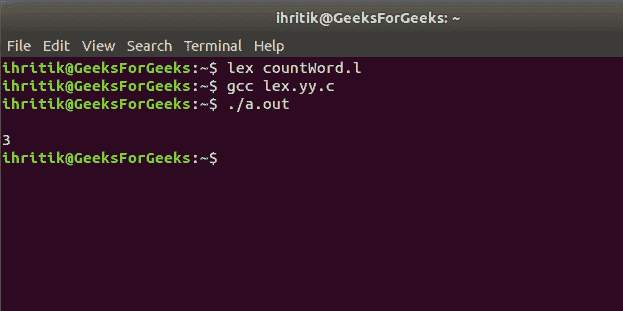 ihritik@GeeksForGeeks: ~
File Edit View Search Terminal Help
ihritik@GeeksForGeeks:~$ lex countWord.l
ihritik@GeeksForGeeks:~$ gcc lex.yy.c
ihritik@GeeksForGeeks:~$ ./a.out
3
ihritik@GeeksForGeeks:~$